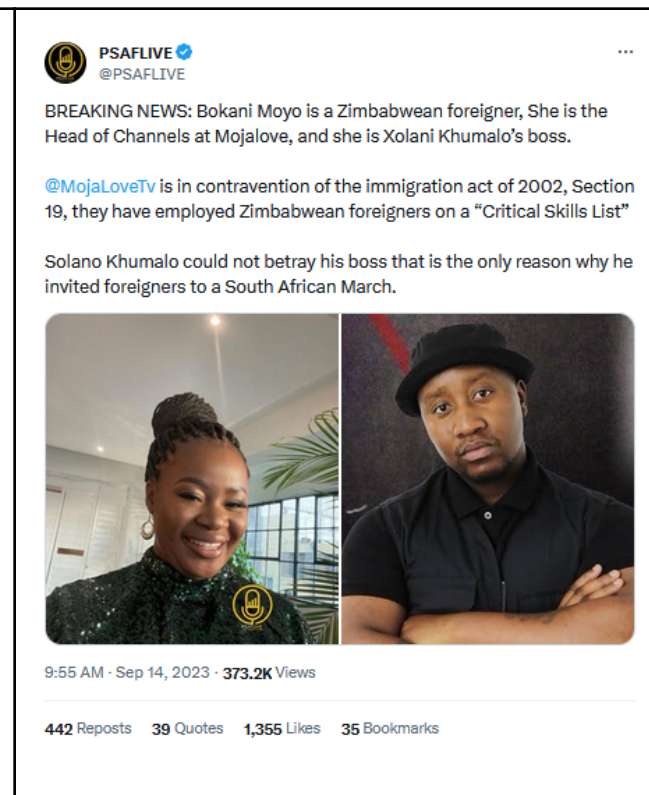 PSAFLIVE
@PSAFLIVE
BREAKING NEWS: Bokani Moyo is a Zimbabwean foreigner, She is the
Head of Channels at Mojalove, and she is Xolani Khumalo's boss.
@MojaLoveTv is in contravention of the immigration act of 2002, Section
19, they have employed Zimbabwean foreigners on a “Critical Skills List”
Solano Khumalo could not betray his boss that is the only reason why he
invited foreigners to a South African March.
9:55 AM · Sep 14, 2023 · 373.2K Views
442 Reposts 39 Quotes 1,355 Likes 35 Bookmarks